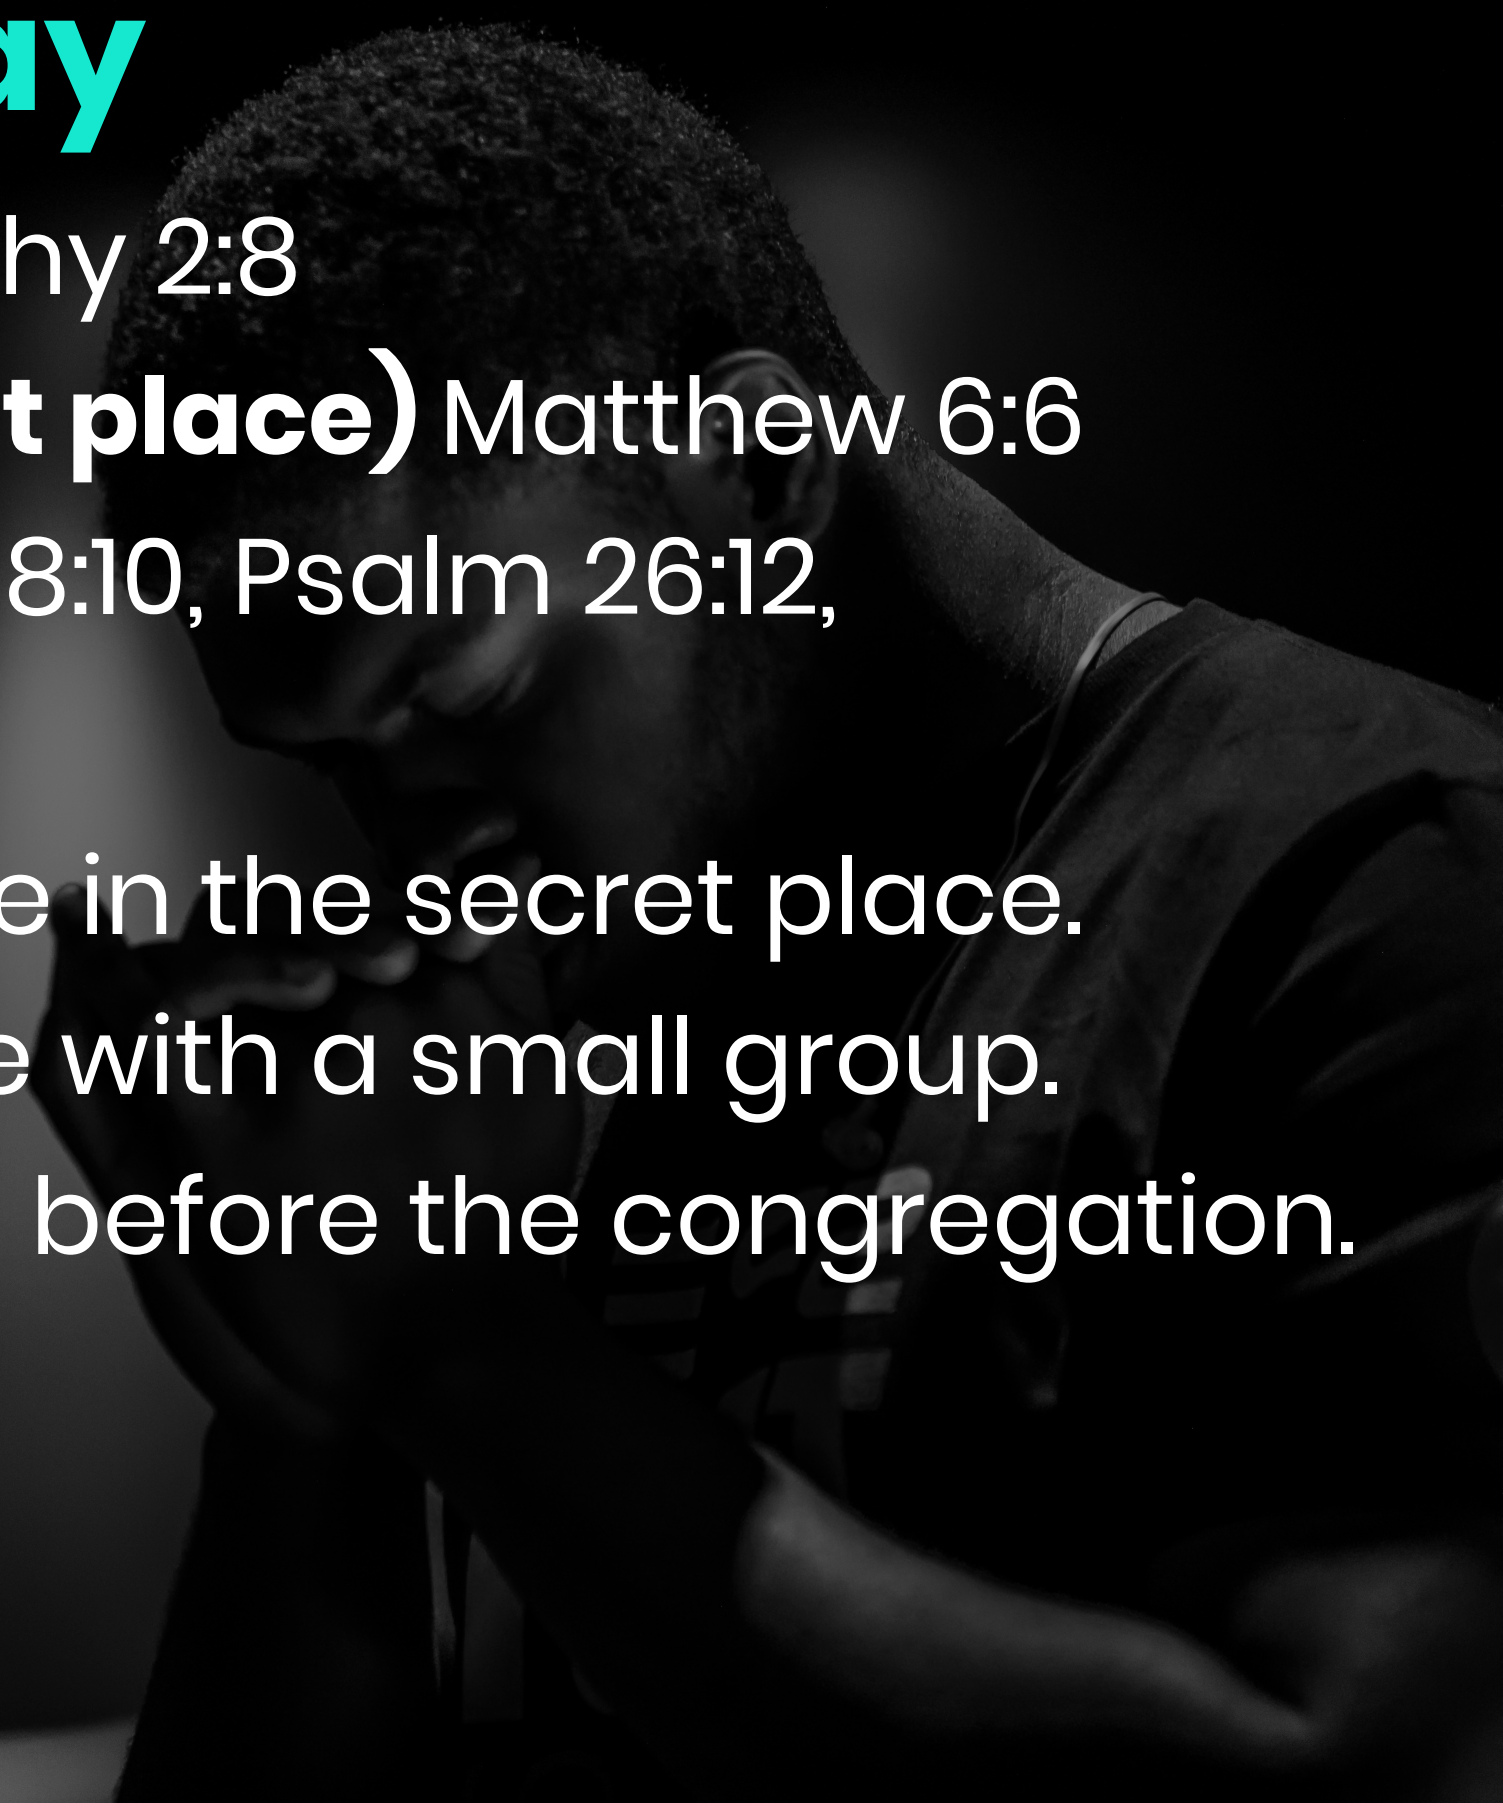 ay
hy 2:8
t place) Matthew 6:6
8:10, Psalm 26:12,
e in the secret place.
e with a small group.
before the congregation.